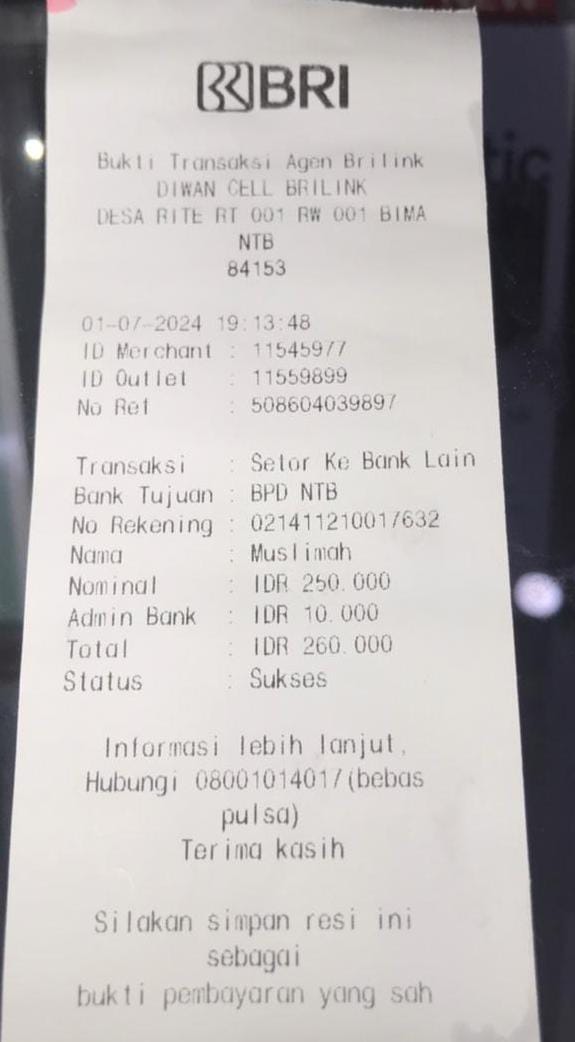 BRI
Bukti Transaksi Agen Brilink
DIWAN CELL BRILINK
DESA RITE RT 001 RW 001 BIMA
NTB
84153
01-07-2024 19:13:48
ID Merchant : 11545977
ID Outlet : 11559899
No Ref : 508604039897
Transaksi : Setor Ke Bank Lain
Bank Tujuan : BPD NTB
No Rekening : 021411210017632
Nama : Muslimah
Nominal : IDR 250.000
Admin Bank : IDR 10.000
Total : IDR 260.000
Status : Sukses
Informasi lebih lanjut,
Hubungi 08001014017(bebas
pulsa)
Terima kasih
Silakan simpan resi ini
sebagai
bukti pembayaran yang sah